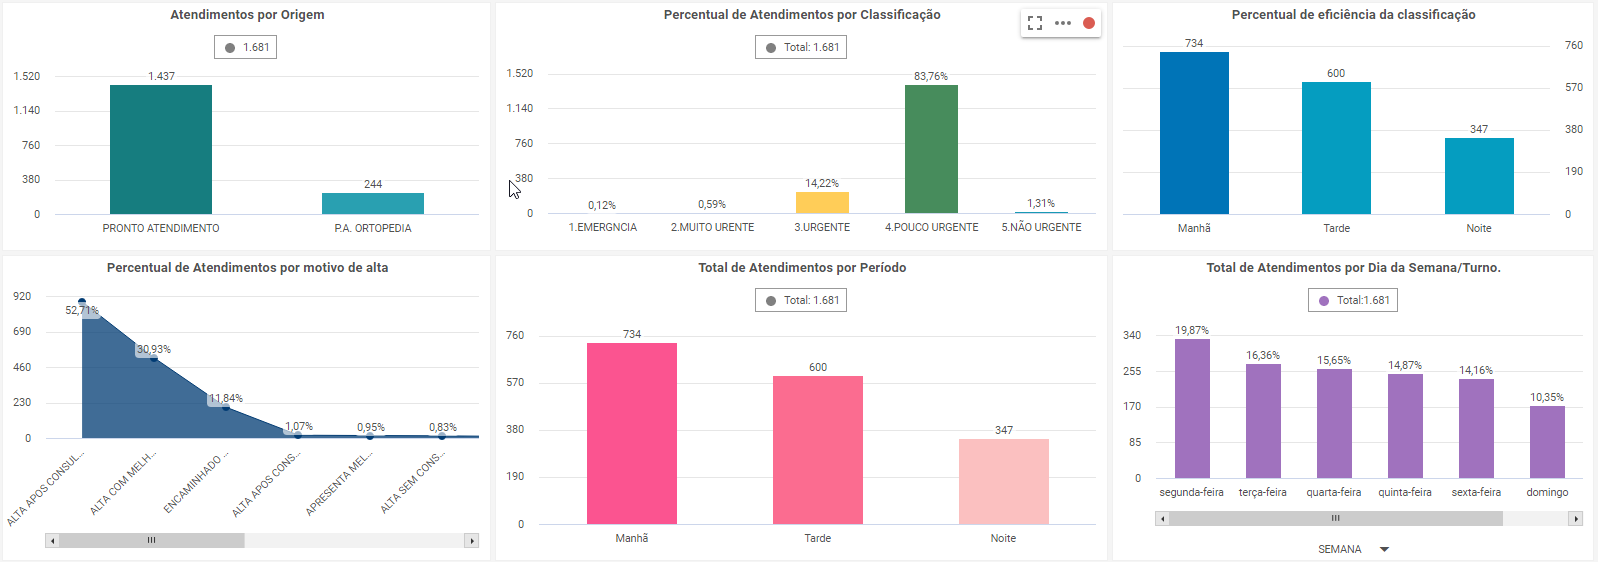 Atendimentos por Origem
1.681
1.520
1.140
760
380
0
1.437
244
PRONTO ATENDIMENTO
P.A. ORTOPEDIA
Percentual de Atendimentos por Classificação
Total: 1.681
1.520
1.140
760
380
0
0,12%
0,59%
14,22%
83,76%
1,31%
1.EMERGNCIA
2.MUITO URENTE
3.URGENTE
4.POUCO URGENTE
5.NÃO URGENTE
Percentual de eficiência da classificação
734
600
347
760
570
380
190
0
Manhã
Tarde
Noite
Percentual de Atendimentos por motivo de alta
920
690
460
230
0
52,71%
30,93%
11,84%
1,07%
0,95%
0,83%
ALTA APOS CONSUL...
ALTA COM MELH...
ENCAMINHADO ...
ALTA APOS CONS...
APRESENTA MEL...
ALTA SEM CONS...
Total de Atendimentos por Período
Total: 1.681
760
570
380
190
0
734
600
347
Manhã
Tarde
Noite
Total de Atendimentos por Dia da Semana/Turno.
Total:1.681
340
255
170
85
0
19,87%
16,36%
15,65%
14,87%
14,16%
10,35%
segunda-feira
terça-feira
quarta-feira
quinta-feira
sexta-feira
domingo
SEMANA